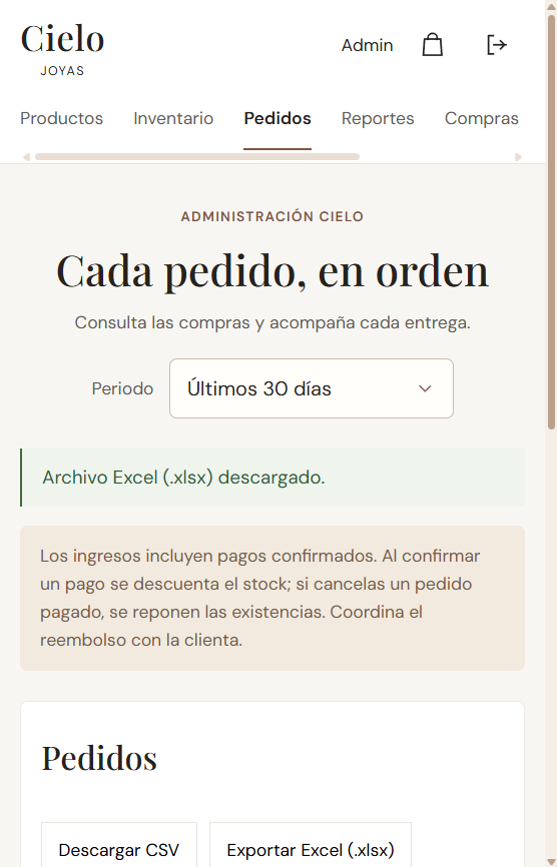 Cielo
JOYAS
Admin
Productos Inventario Pedidos Reportes Compras
ADMINISTRACIÓN CIELO
Cada pedido, en orden
Consulta las compras y acompaña cada entrega.
Periodo Últimos 30 días
Archivo Excel (.xlsx) descargado.
Los ingresos incluyen pagos confirmados. Al confirmar
un pago se descuenta el stock; si cancelas un pedido
pagado, se reponen las existencias. Coordina el
reembolso con la clienta.
Pedidos
Descargar CSV Exportar Excel (.xlsx)